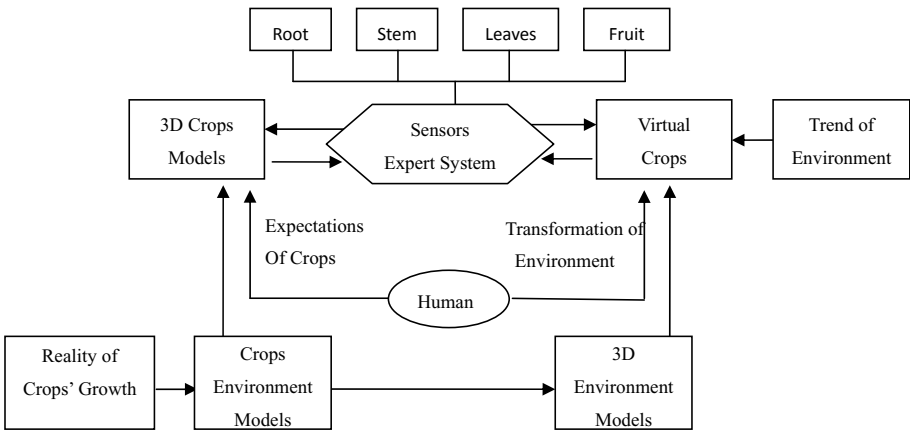 Root
Stem
Leaves
Fruit
3D Crops
Models
Sensors
Expert System
Virtual
Crops
Trend of
Environment
Expectations
Of Crops
Transformation of
Environment
Human
Reality of
Crops’ Growth
Crops
Environment
Models
3D
Environment
Models